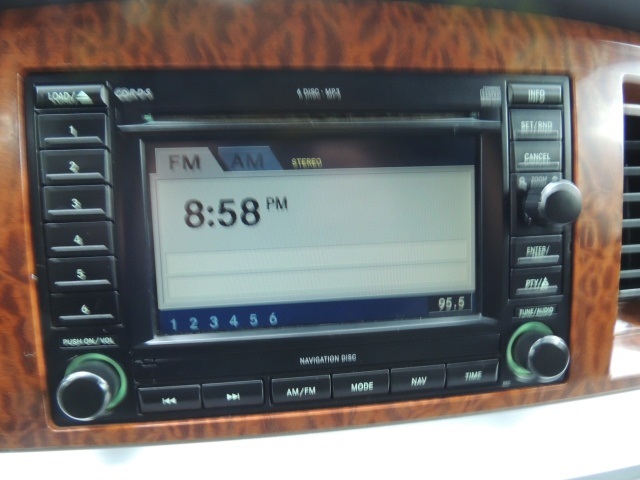 LOAD/
6 DISC · MP3
INFO
1
2
3
4
5
6
FM AM STEREO
8:58 PM
1 2 3 4 5 6
95.5
SET/RND
CANCEL
ZOOM
ENTER/
PTY/
TUNE/AUDIO
PUSH ON/VOL
NAVIGATION DISC
AM/FM
MODE
NAV
TIME